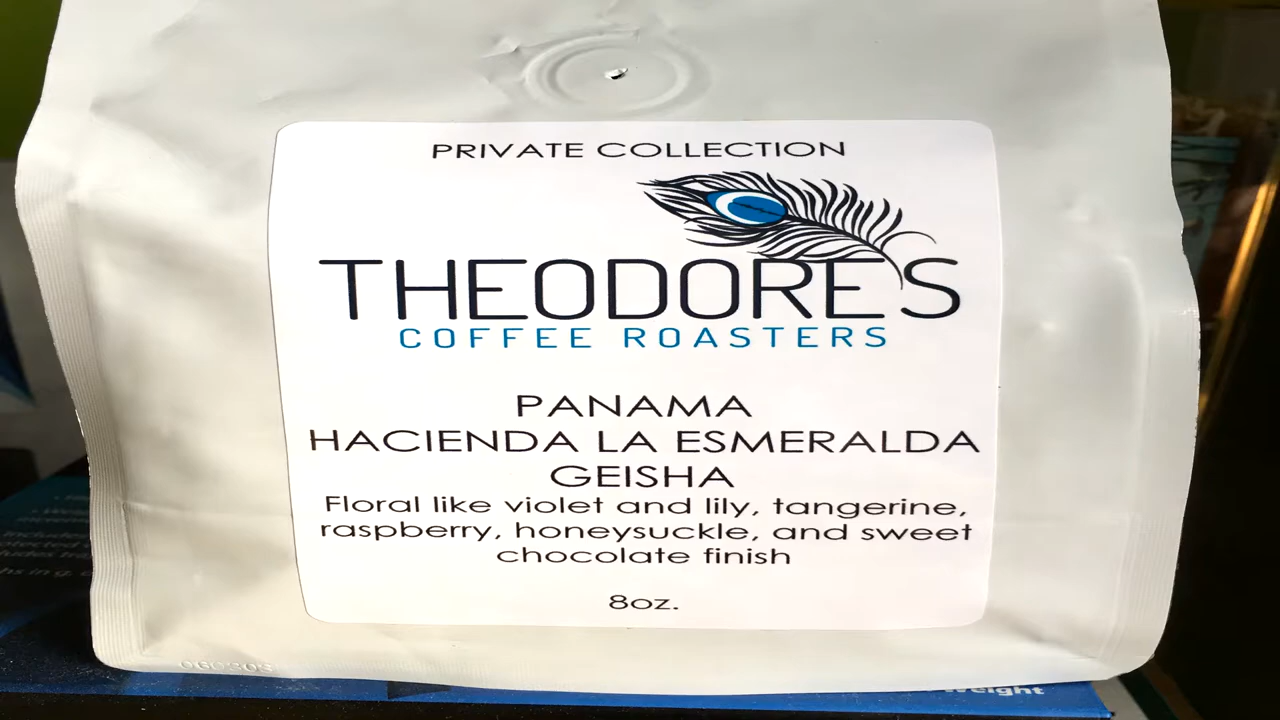 PRIVATE COLLECTION
THEODORE'S
COFFEE ROASTERS
PANAMA
HACIENDA LA ESMERALDA
GEISHA
Floral like violet and lily, tangerine,
raspberry, honeysuckle, and sweet
chocolate finish
8oz.
weight